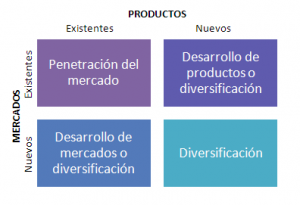 PRODUCTOS
Existentes
Nuevos
MERCADOS
Existentes
Penetración del
mercado
Desarrollo de
productos o
diversificación
Nuevos
Desarrollo de
mercados o
diversificación
Diversificación